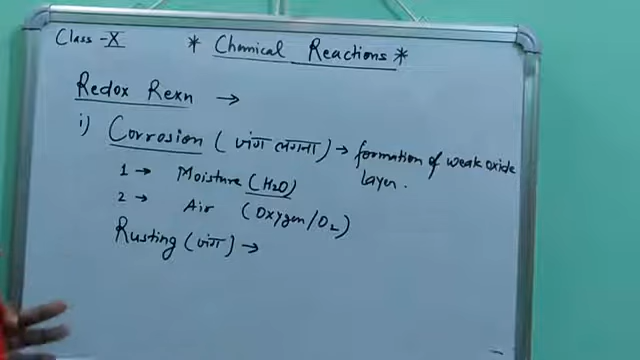 Class -X
* Chemical Reactions *
Redox Rexn →
i) Corrosion (जंग लगना) → formation of weak oxide
layer.
1 → Moisture (H₂O)
2 → Air (Oxygen/O₂)
Rusting (जंग) →